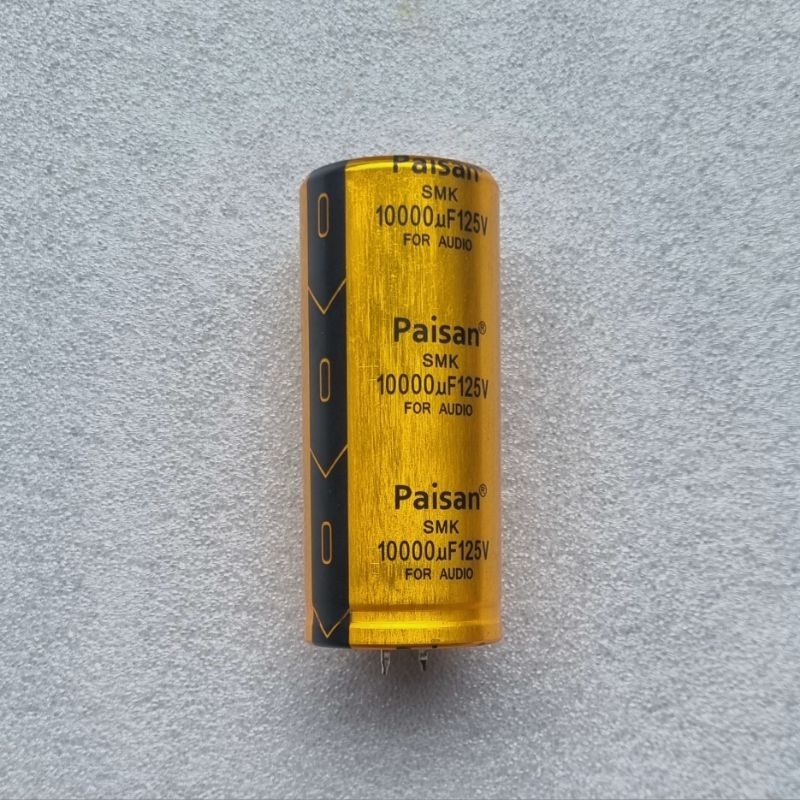 Paisan
SMK
10000µF125V
FOR AUDIO
Paisan®
SMK
10000µF125V
FOR AUDIO
Paisan®
SMK
10000µF125V
FOR AUDIO